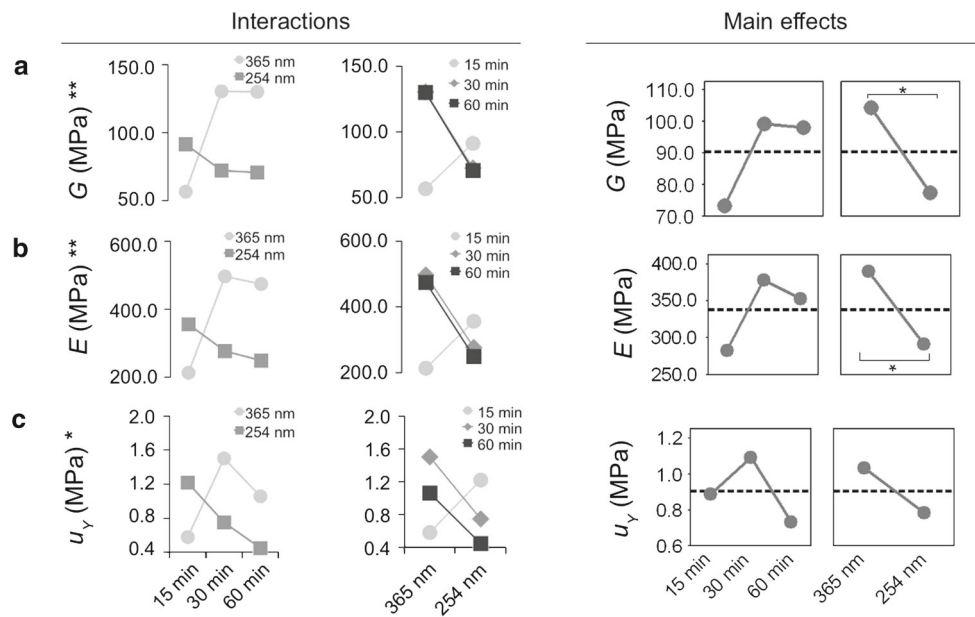 Interactions
Main effects
a
G (MPa) **
150.0
100.0
50.0
365 nm
254 nm
150.0
100.0
50.0
15 min
30 min
60 min
G (MPa)
110.0
100.0
90.0
80.0
70.0
*
b
E (MPa) **
600.0
400.0
200.0
365 nm
254 nm
600.0
400.0
200.0
15 min
30 min
60 min
E (MPa)
400.0
350.0
300.0
250.0
*
c
u_Y (MPa) *
2.0
1.6
1.2
0.8
0.4
365 nm
254 nm
2.0
1.6
1.2
0.8
0.4
15 min
30 min
60 min
u_Y (MPa)
1.2
1.0
0.8
0.6
15 min
30 min
60 min
365 nm
254 nm
15 min
30 min
60 min
365 nm
254 nm